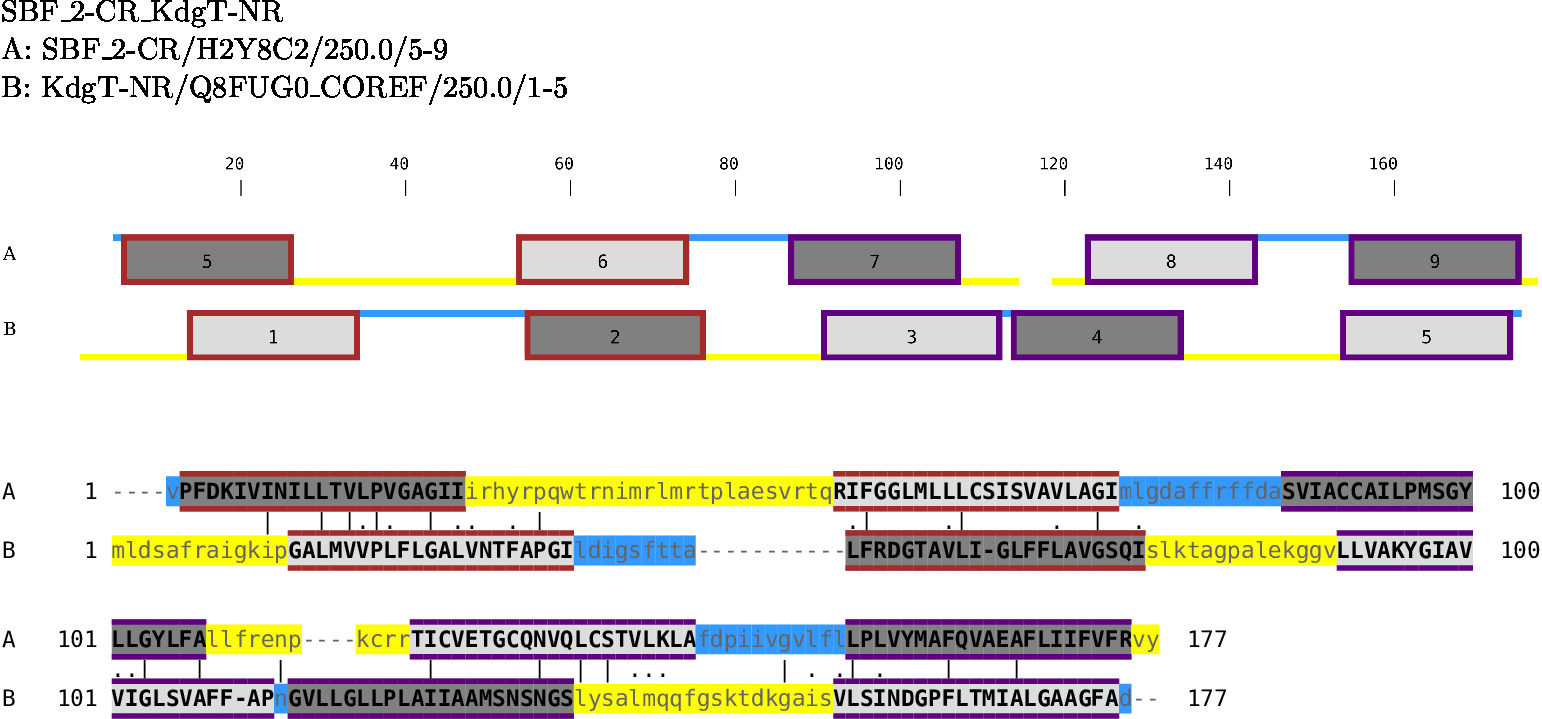 SBF_2-CR_KdgT-NR
A: SBF_2-CR/H2Y8C2/250.0/5-9
B: KdgT-NR/Q8FUG0_COREF/250.0/1-5
20 40 60 80 100 120 140 160
A 5 6 7 8 9
B 1 2 3 4 5
A 1 ----vPFDKIVINILLTVLPVGAGIIirhyrpqwtrnimrlmrtplaesvrtqRIFGGLMLLLCSISVAVLAGImlgdaffrffdaSVIACCAILPMSGY 100
B 1 mldsafraigkipGALMVVPLFLGALVNTFAPGIldigsftta-----------LFRDGTAVLI-GLFFLAVGSQIslktagpalekggvLLVAKYGIAV 100
A 101 LLGYLFAllfrenp----kcrrTICVETGCQNVQLCSTVLKLAfdpiivgvlflLPLVYMAFQVAEAFLIIFVFRvy 177
B 101 VIGLSVAFF-APnGVLLGLLPLAIIAAMSNSNGSlysalmqqfgsktdkgaisVLSINDGPFLTMIALGAAGFAd-- 177